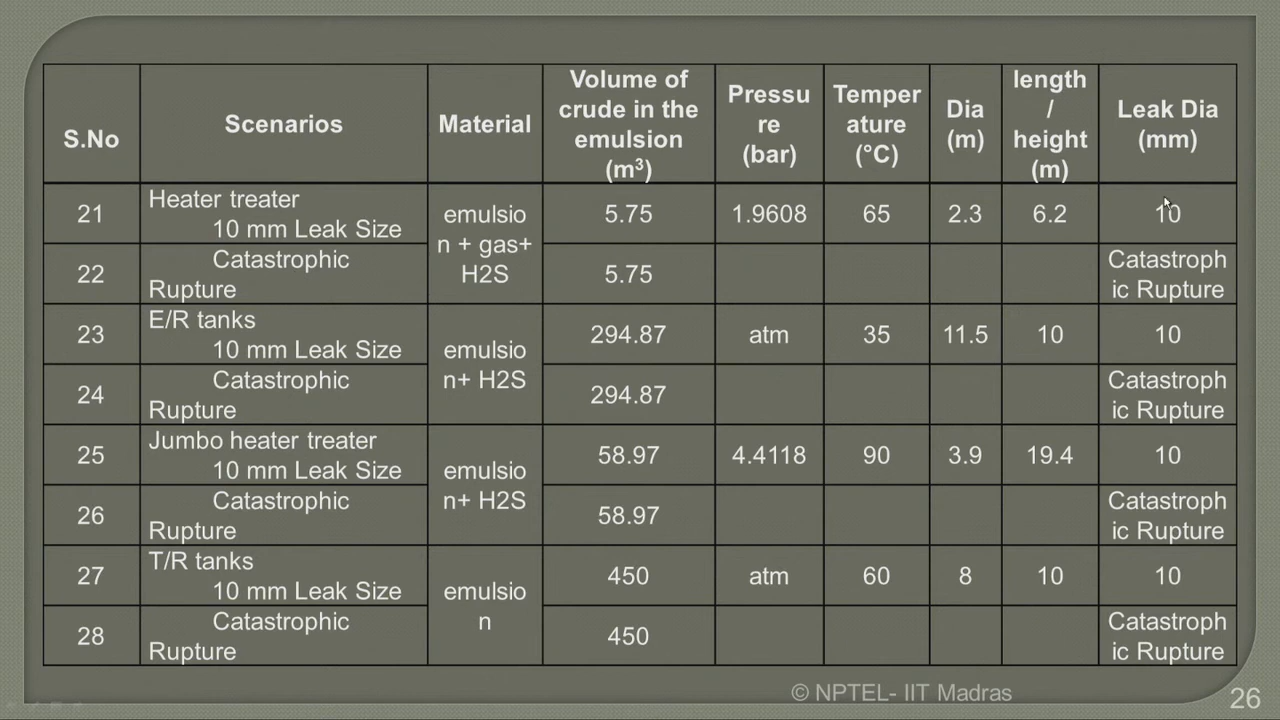 S.No
Scenarios
Material
Volume of
crude in the
emulsion
(m³)
Pressu
re
(bar)
Temper
ature
(°C)
Dia
(m)
length
/
height
(m)
Leak Dia
(mm)
21
Heater treater
10 mm Leak Size
emulsio
n + gas+
H2S
5.75
1.9608
65
2.3
6.2
10
22
Catastrophic
Rupture
5.75
Catastroph
ic Rupture
23
E/R tanks
10 mm Leak Size
emulsio
n+ H2S
294.87
atm
35
11.5
10
10
24
Catastrophic
Rupture
294.87
Catastroph
ic Rupture
25
Jumbo heater treater
10 mm Leak Size
emulsio
n+ H2S
58.97
4.4118
90
3.9
19.4
10
26
Catastrophic
Rupture
58.97
Catastroph
ic Rupture
27
T/R tanks
10 mm Leak Size
emulsio
n
450
atm
60
8
10
10
28
Catastrophic
Rupture
450
Catastroph
ic Rupture
© NPTEL- IIT Madras
26